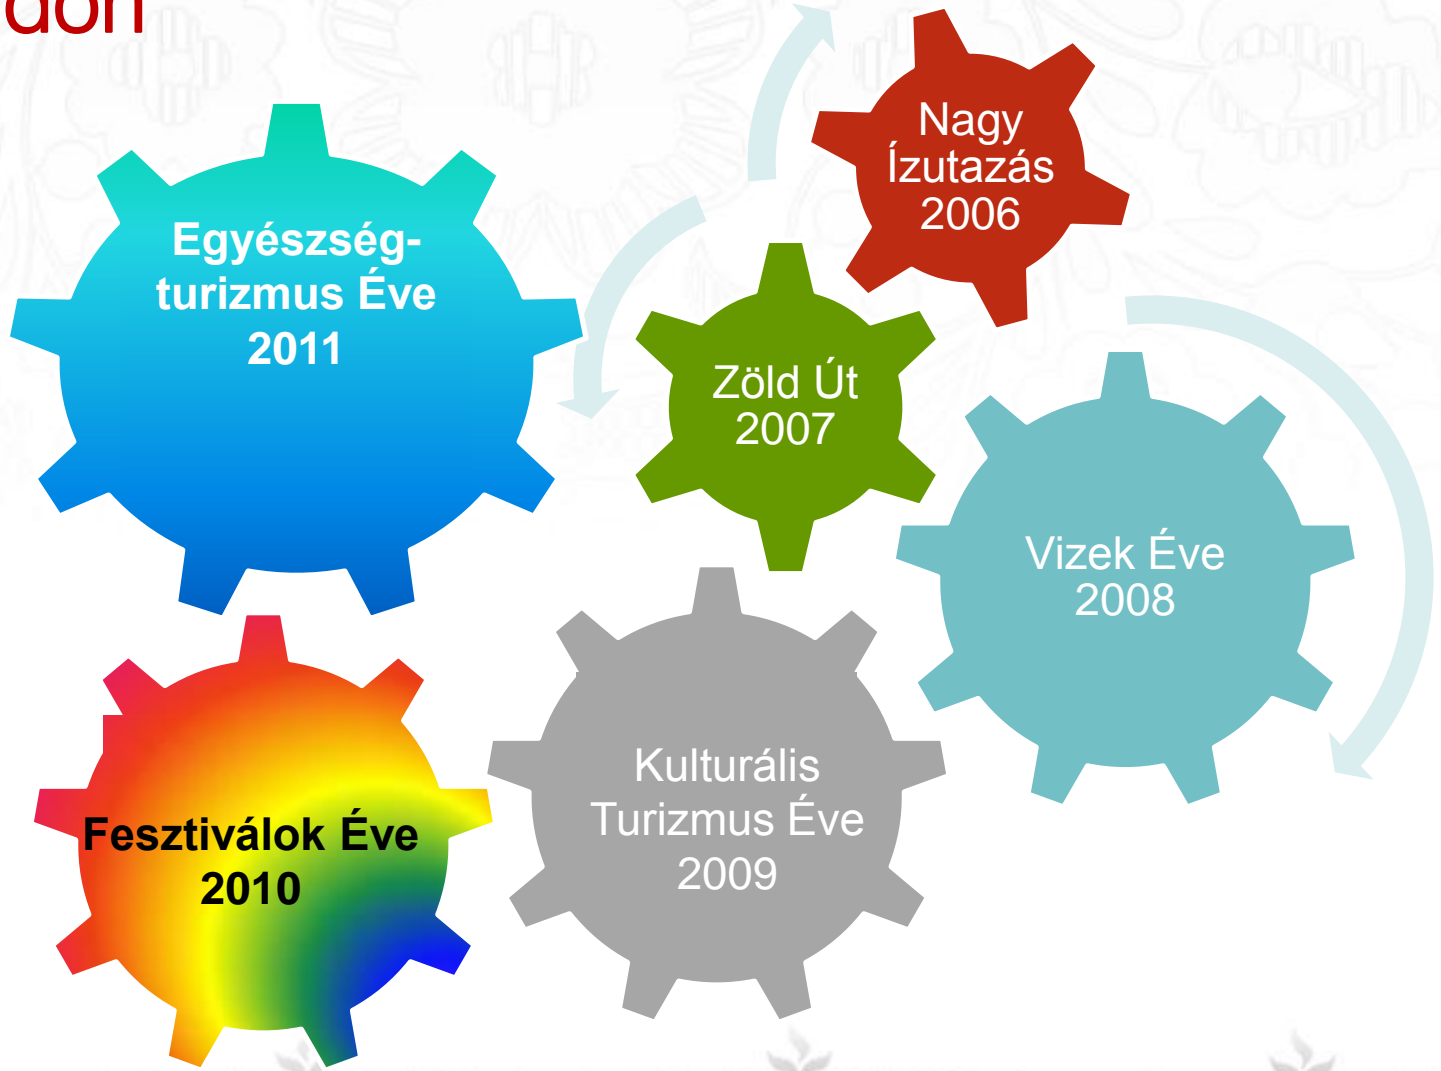 dón
Nagy
Ízutazás
2006
Egyészség-
turizmus Éve
2011
Zöld Út
2007
Vizek Éve
2008
Kulturális
Turizmus Éve
2009
Fesztiválok Éve
2010